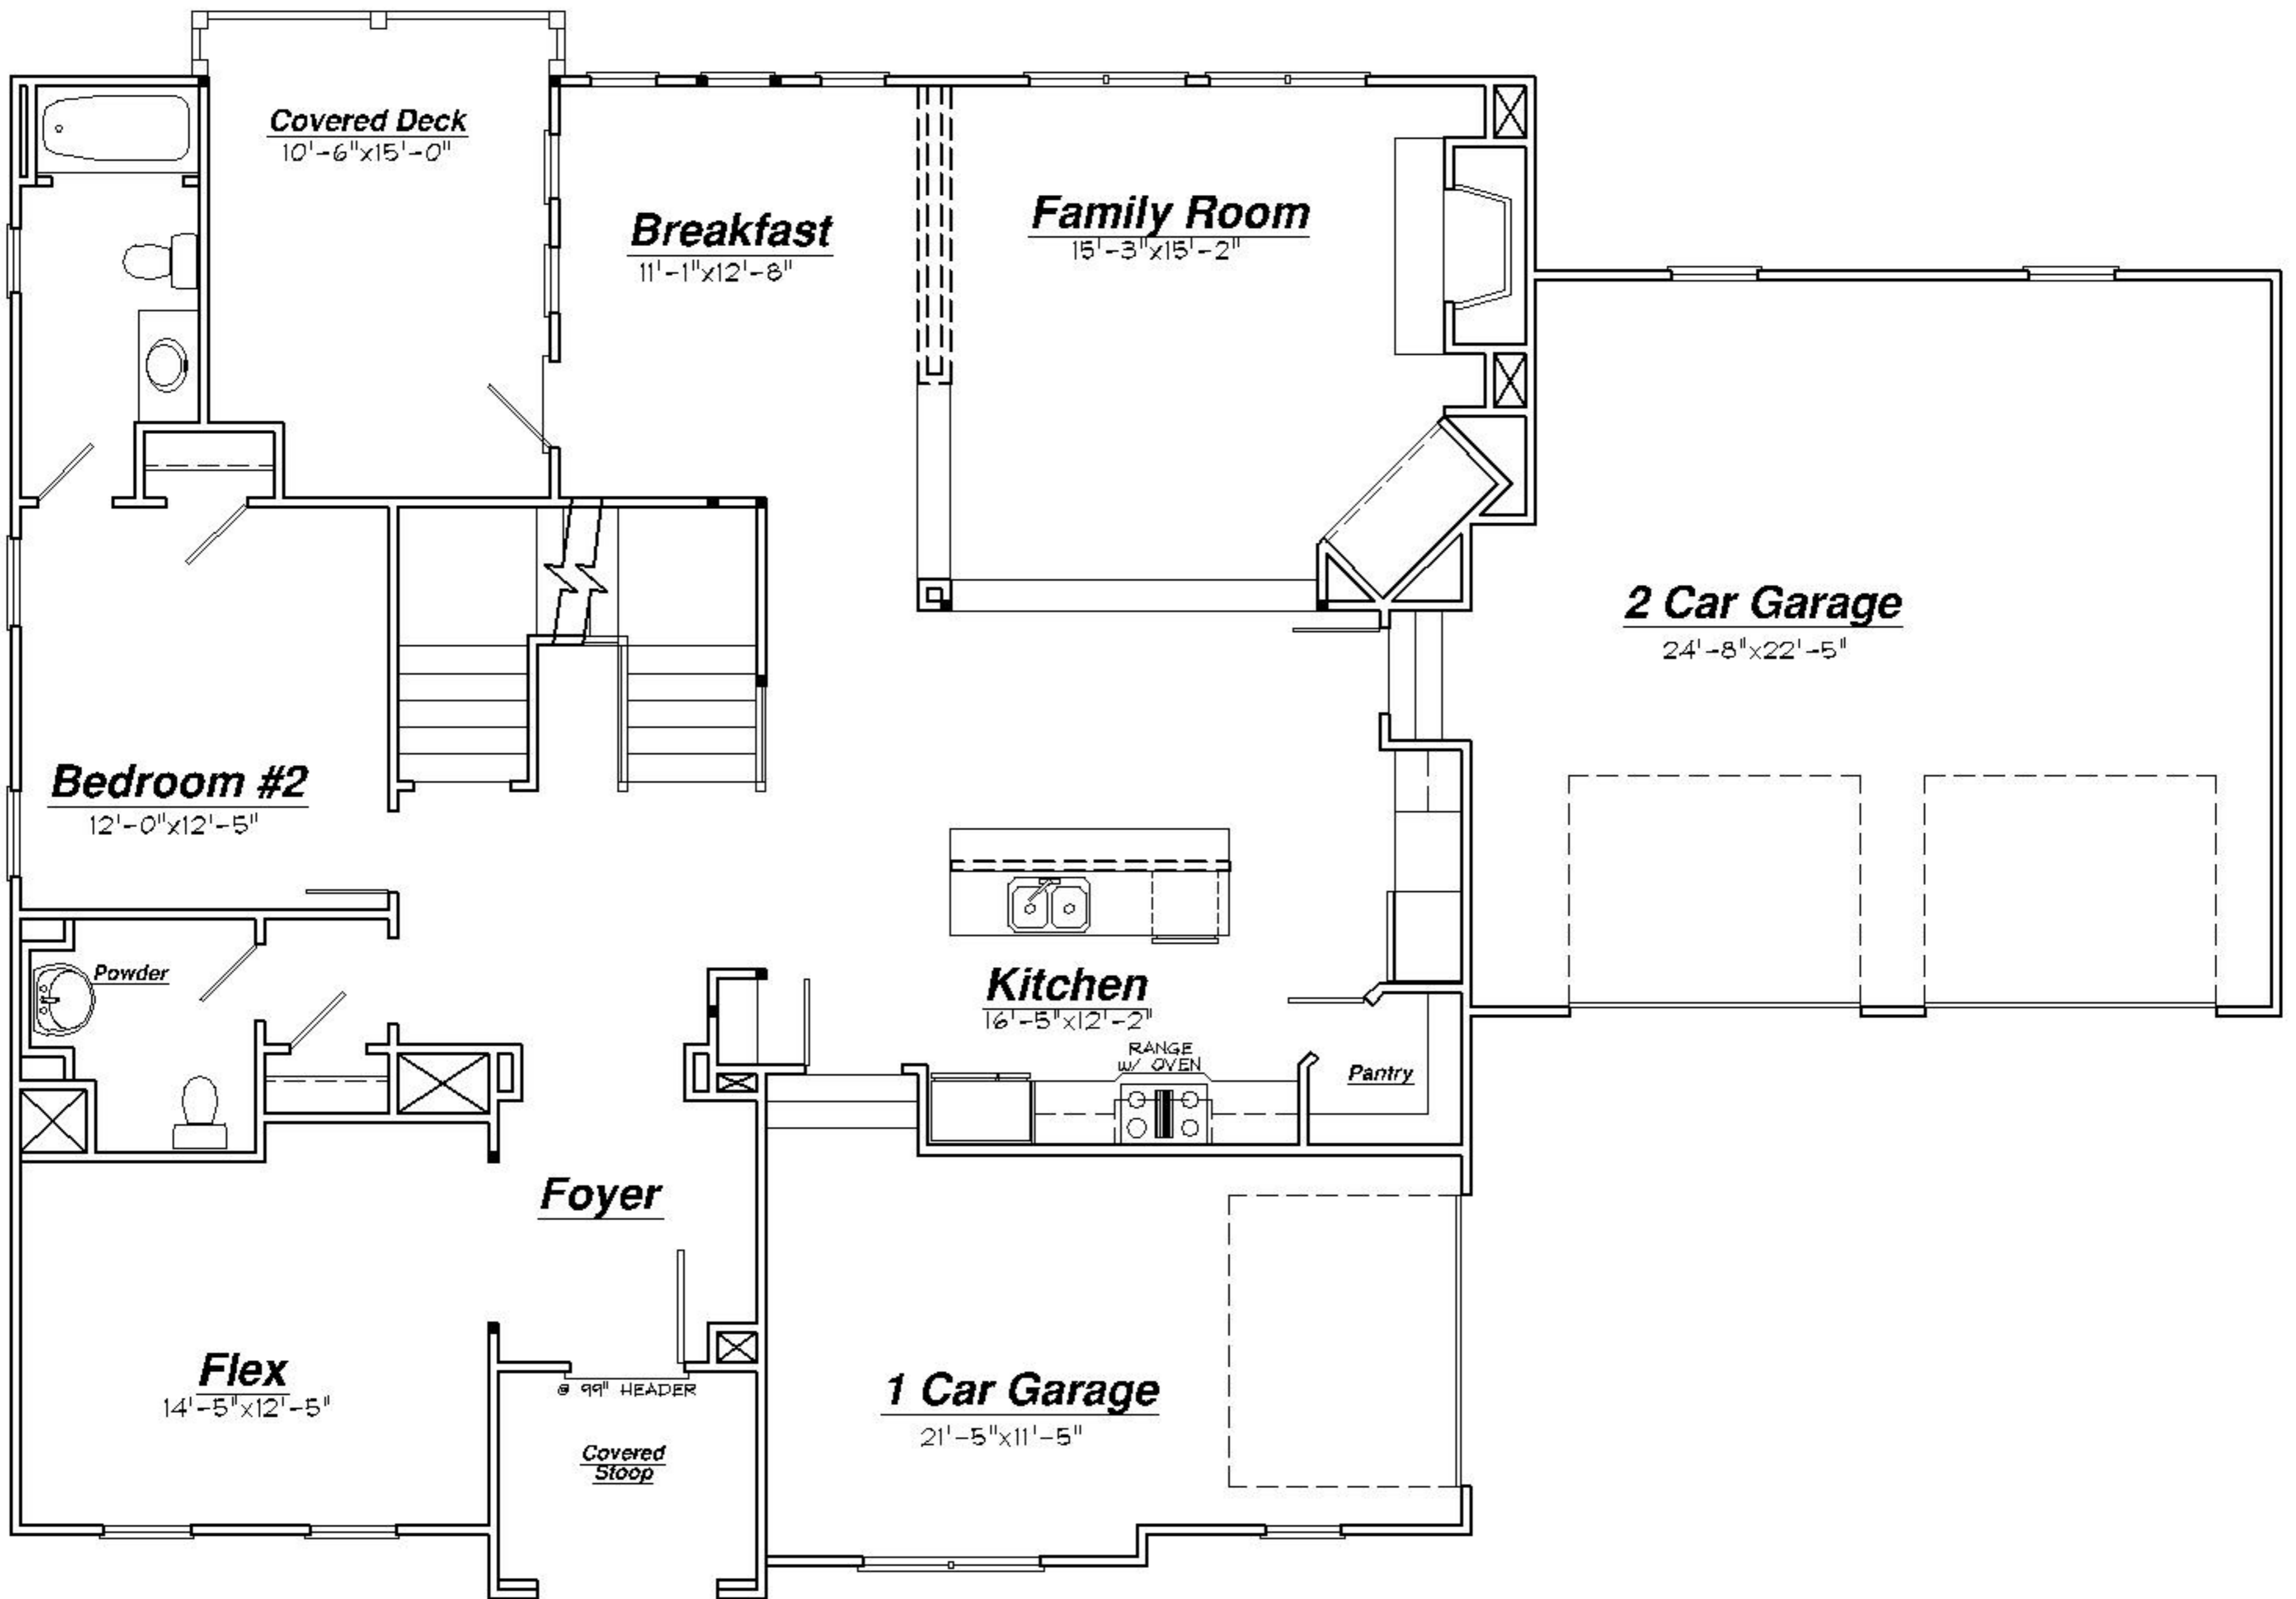 Covered Deck
10'-6"x15'-0"
Breakfast
11'-1"x12'-8"
Family Room
15'-3"x15'-2"
2 Car Garage
24'-8"x22'-5"
Bedroom #2
12'-0"x12'-5"
Powder
Kitchen
16'-5"x12'-2"
RANGE
w/ OVEN
Pantry
Foyer
Flex
14'-5"x12'-5"
@ 99" HEADER
Covered
Stoop
1 Car Garage
21'-5"x11'-5"